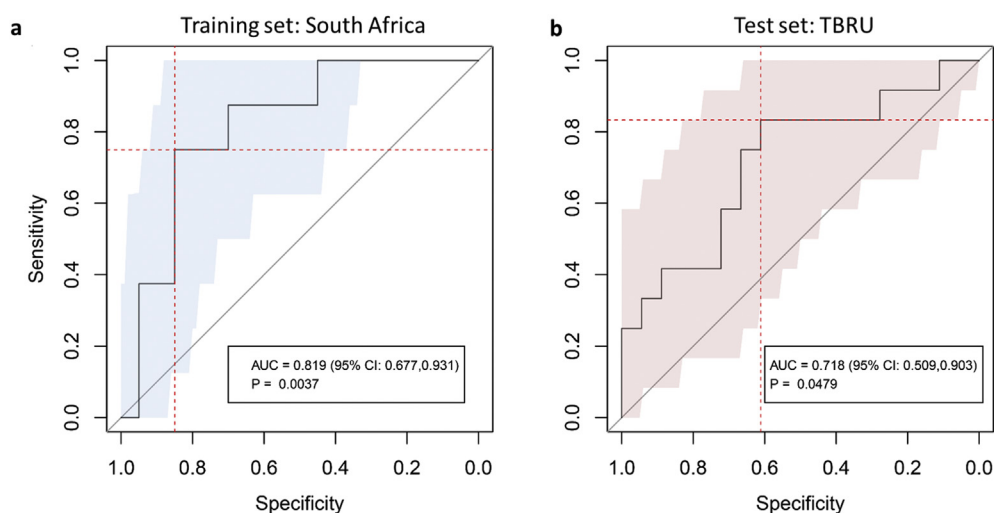 a
Training set: South Africa
Sensitivity
1.0
0.8
0.6
0.4
0.2
0.0
AUC = 0.819 (95% CI: 0.677,0.931)
P = 0.0037
1.0 0.8 0.6 0.4 0.2 0.0
Specificity
b
Test set: TBRU
1.0
0.8
0.6
0.4
0.2
0.0
AUC = 0.718 (95% CI: 0.509,0.903)
P = 0.0479
1.0 0.8 0.6 0.4 0.2 0.0
Specificity